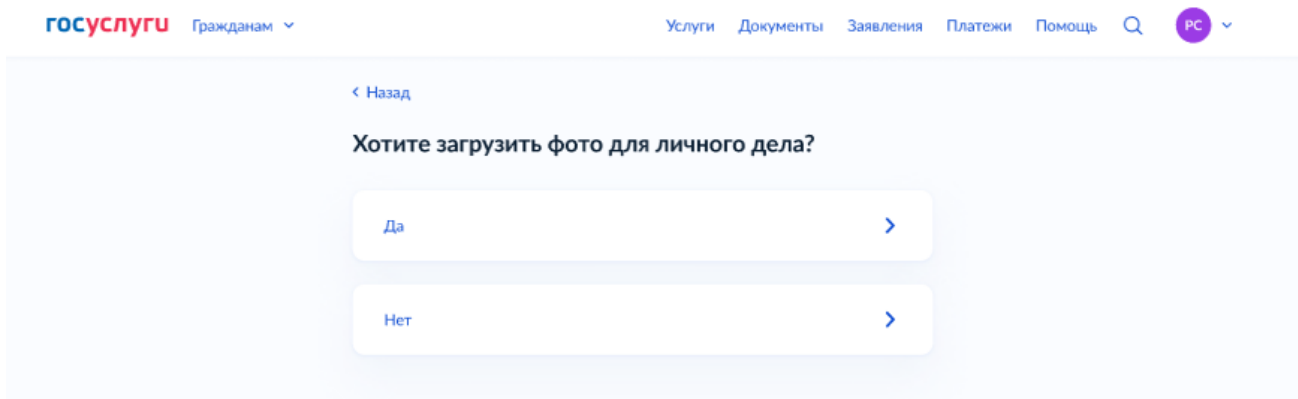 госуслуги Гражданам Услуги Документы Заявления Платежи Помощь РС
Назад
Хотите загрузить фото для личного дела?
Да
Нет